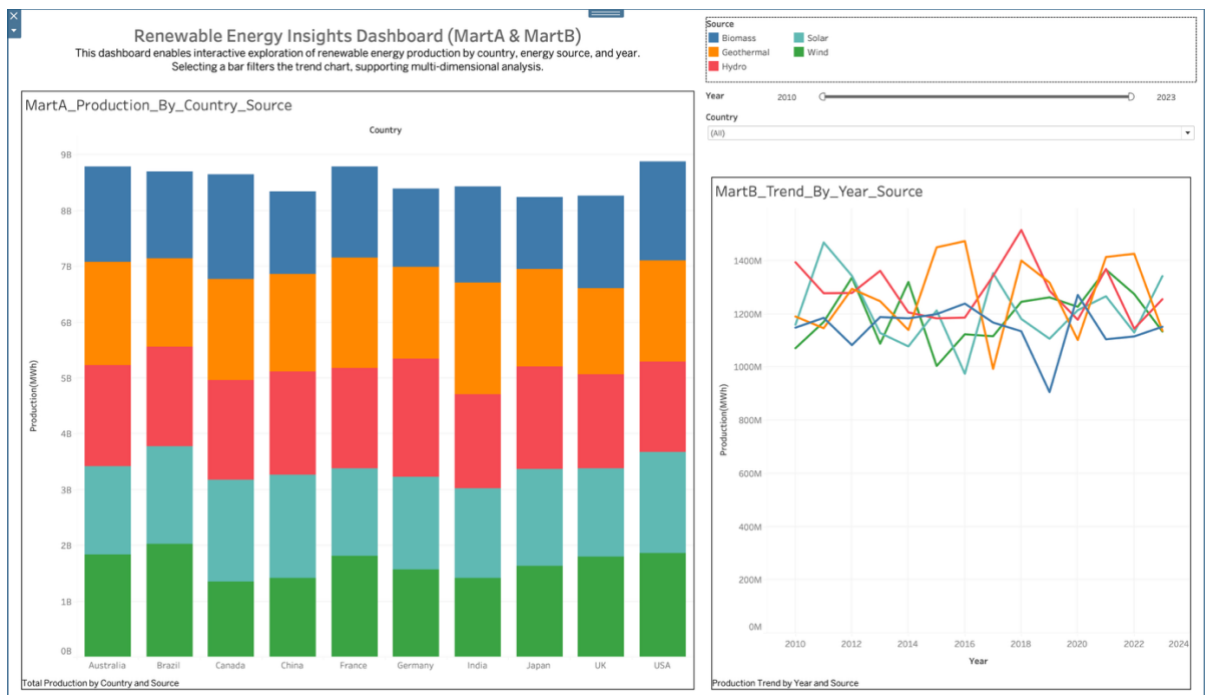 Renewable Energy Insights Dashboard (MartA & MartB)
This dashboard enables interactive exploration of renewable energy production by country, energy source, and year.
Selecting a bar filters the trend chart, supporting multi-dimensional analysis.
Source
Biomass
Solar
Geothermal
Wind
Hydro
Year
2010
2023
Country
(All)
MartA_Production_By_Country_Source
Country
9B
8B
7B
6B
5B
4B
3B
2B
1B
0B
Production(MWh)
Australia
Brazil
Canada
China
France
Germany
India
Japan
UK
USA
Total Production by Country and Source
MartB_Trend_By_Year_Source
1400M
1200M
1000M
800M
600M
400M
200M
0M
Production(MWh)
2010
2012
2014
2016
2018
2020
2022
2024
Year
Production Trend by Year and Source